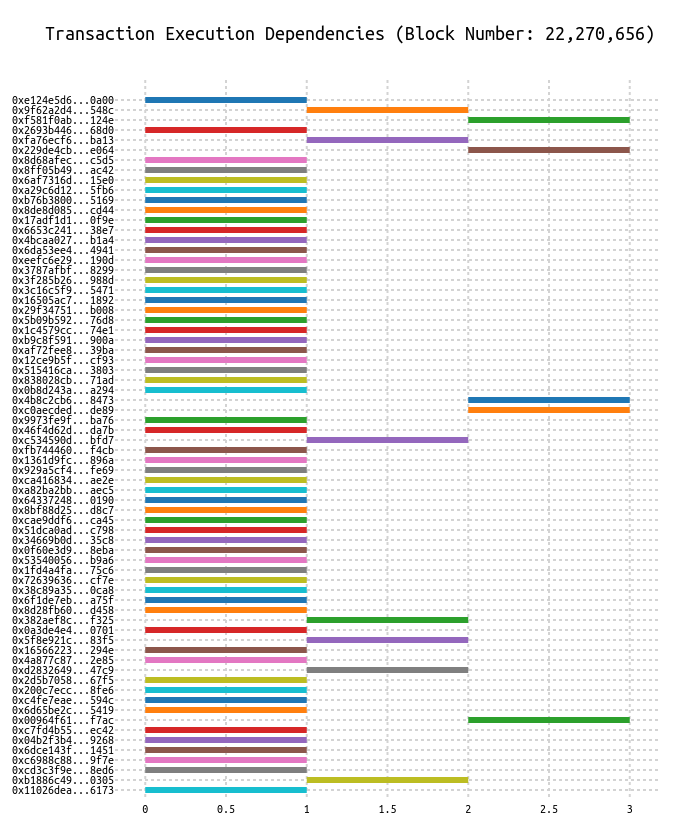 Transaction Execution Dependencies (Block Number: 22,270,656)
0xe124e5d6...0a00
0x9f62a2d4...548c
0xf581f0ab...124e
0x2693b446...68d0
0xfa76ecf6...ba13
0x229de4cb...e064
0x8d68afec...c5d5
0x8ff05b49...ac42
0x6af7316d...15e0
0xa29c6d12...5fb6
0xb76b3800...5169
0x8de8d085...cd44
0x17adf1d1...0f9e
0x6653c241...38e7
0x4bcaa027...b1a4
0x6da53ee4...4941
0xeefc6e29...190d
0x3787afbf...8299
0x3f285b26...988d
0x3c16c5f9...5471
0x16505ac7...1892
0x29f34751...b008
0x5b09b592...76d8
0x1c4579cc...74e1
0xb9c8f591...900a
0xaf72fee8...39ba
0x12ce9b5f...cf93
0x515416ca...3803
0x838028cb...71ad
0x0b8d243a...a294
0x4b8c2cb6...8473
0xc0aecded...de89
0x9973fe9f...ba76
0x46f4d62d...da7b
0xc534590d...bfd7
0xfb744460...f4cb
0x1361d9fc...896a
0x929a5cf4...fe69
0xca416834...ae2e
0xa82ba2bb...aec5
0x64337248...0190
0x8bf88d25...d8c7
0xcae9ddf6...ca45
0x51dca0ad...c798
0x34669b0d...35c8
0x0f60e3d9...8eba
0x53540056...b9a6
0x1fd4a4fa...75c6
0x72639636...cf7e
0x38c89a35...0ca8
0x6f1de7eb...a75f
0x8d28fb60...d458
0x382aef8c...f325
0x0a3de4e4...0701
0x5f8e921c...83f5
0x16566223...294e
0x4a877c87...2e85
0xd2832649...47c9
0x2d5b7058...67f5
0x200c7ecc...8fe6
0xc4fe7eae...594c
0x6d65be2c...5419
0x00964f61...f7ac
0xc7fd4b55...ec42
0x04b2f3b4...9268
0x6dce143f...1451
0xc6988c88...9f7e
0xcd3c3f9e...8ed6
0xb1886c49...0305
0x11026dea...6173
0 0.5 1 1.5 2 2.5 3